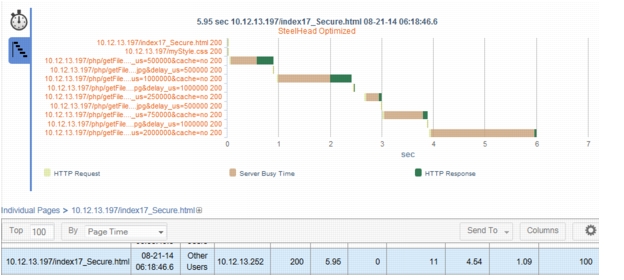 5.95 sec 10.12.13.197/index17_Secure.html 08-21-14 06:18:46.6
SteelHead Optimized
10.12.13.197/index17_Secure.html 200
10.12.13.197/myStyle.css 200
10.12.13.197/php/getFile..._us=500000&cache=no 200
10.12.13.197/php/getFile....jpg&delay_us=500000 200
10.12.13.197/php/getFile....us=1000000&cache=no 200
10.12.13.197/php/getFile....pg&delay_us=1000000 200
10.12.13.197/php/getFile..._us=250000&cache=no 200
10.12.13.197/php/getFile....jpg&delay_us=500000 200
10.12.13.197/php/getFile..._us=750000&cache=no 200
10.12.13.197/php/getFile....pg&delay_us=1000000 200
10.12.13.197/php/getFile....us=2000000&cache=no 200
0 1 2 3 4 5 6 7
sec
HTTP Request Server Busy Time HTTP Response
Individual Pages > 10.12.13.197/index17_Secure.html
Top 100 By Page Time Send To Columns
10.12.13.197/index17_Secure.html 08-21-14 06:18:46.6 Other Users 10.12.13.252 200 5.95 0 11 4.54 1.09 100